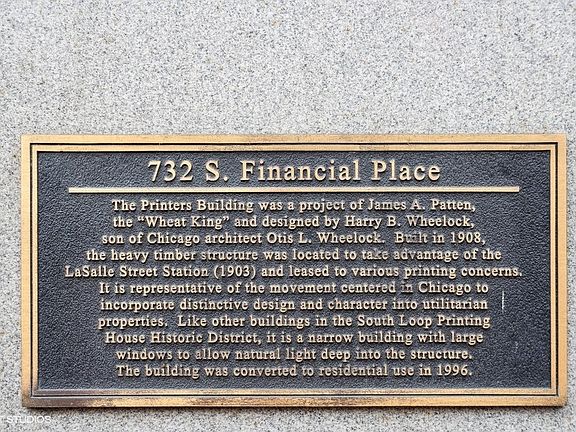 732 S. Financial Place
The Printers Building was a project of James A. Patten,
the “Wheat King” and designed by Harry B. Wheelock,
son of Chicago architect Otis L. Wheelock. Built in 1908,
the heavy timber structure was located to take advantage of the
LaSalle Street Station (1903) and leased to various printing concerns.
It is representative of the movement centered in Chicago to
incorporate distinctive design and character into utilitarian
properties. Like other buildings in the South Loop Printing
House Historic District, it is a narrow building with large
windows to allow natural light deep into the structure.
The building was converted to residential use in 1996.
STUDIOS